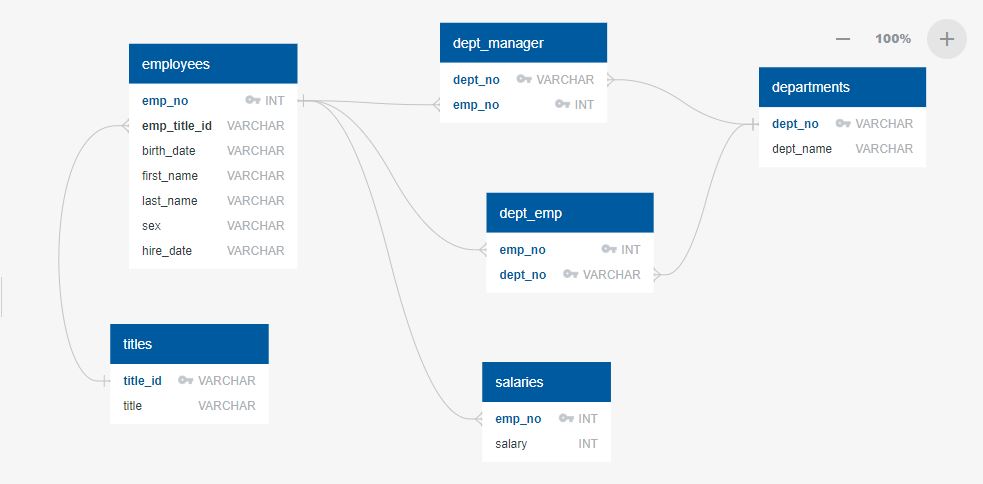 employees
emp_no INT
emp_title_id VARCHAR
birth_date VARCHAR
first_name VARCHAR
last_name VARCHAR
sex VARCHAR
hire_date VARCHAR
titles
title_id VARCHAR
title VARCHAR
dept_manager
dept_no VARCHAR
emp_no INT
dept_emp
emp_no INT
dept_no VARCHAR
salaries
emp_no INT
salary INT
100%
departments
dept_no VARCHAR
dept_name VARCHAR